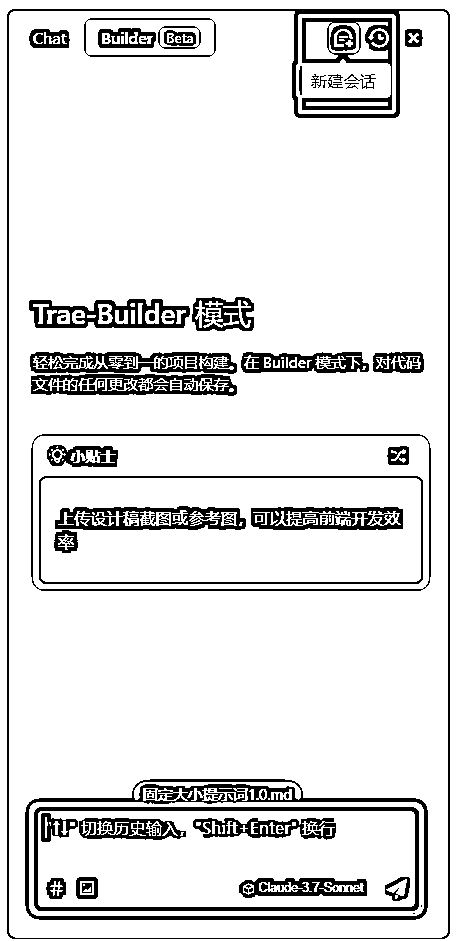 Chat Builder Beta
新建会话
Trae-Builder 模式
轻松完成从零到一的项目构建。在 Builder 模式下，对代码
文件的任何更改都会自动保存。
小贴士
上传设计稿截图或参考图，可以提高前端开发效
率
固定大小提示词1.0.md
"↑↓" 切换历史输入，"Shift+Enter" 换行
# Claude-3.7-Sonnet